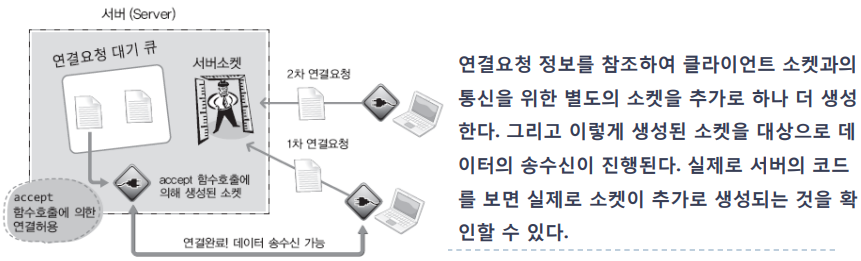 서버 (Server)
연결요청 대기 큐
서버소켓
2차 연결요청
1차 연결요청
accept 함수호출에
의해 생성된 소켓
accept
함수호출에 의한
연결허용
연결완료! 데이터 송수신 가능
연결요청 정보를 참조하여 클라이언트 소켓과의
통신을 위한 별도의 소켓을 추가로 하나 더 생성
한다. 그리고 이렇게 생성된 소켓을 대상으로 데
이터의 송수신이 진행된다. 실제로 서버의 코드
를 보면 실제로 소켓이 추가로 생성되는 것을 확
인할 수 있다.